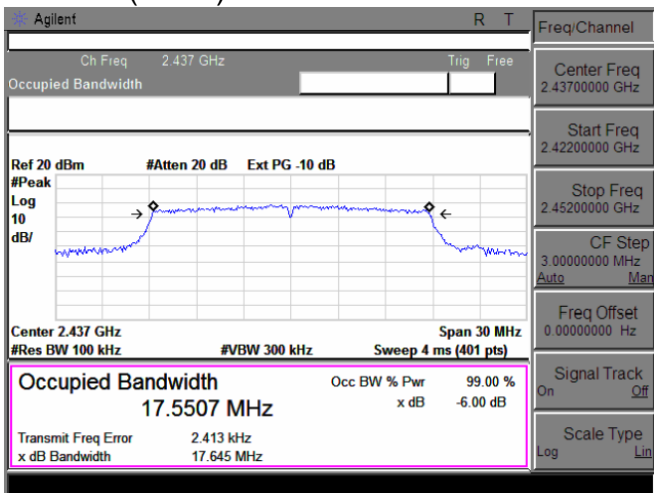 Agilent R T
Ch Freq 2.437 GHz Trig Free
Occupied Bandwidth
Ref 20 dBm #Atten 20 dB Ext PG -10 dB
#Peak
Log
10
dB/
Center 2.437 GHz Span 30 MHz
#Res BW 100 kHz #VBW 300 kHz Sweep 4 ms (401 pts)
Occupied Bandwidth Occ BW % Pwr 99.00 %
17.5507 MHz x dB -6.00 dB
Transmit Freq Error 2.413 kHz
x dB Bandwidth 17.645 MHz
Freq/Channel
Center Freq
2.43700000 GHz
Start Freq
2.42200000 GHz
Stop Freq
2.45200000 GHz
CF Step
3.00000000 MHz
Auto Man
Freq Offset
0.00000000 Hz
Signal Track
On Off
Scale Type
Log Lin